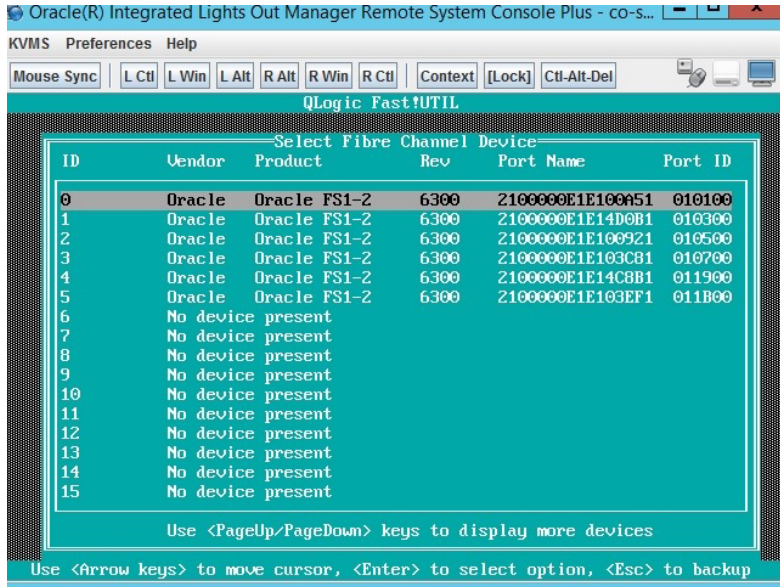 Oracle(R) Integrated Lights Out Manager Remote System Console Plus - co-s...
KVMS Preferences Help
Mouse Sync L Ctl L Win L Alt R Alt R Win R Ctl Context [Lock] Ctl-Alt-Del
QLogic Fast!UTIL
Select Fibre Channel Device
ID Vendor Product Rev Port Name Port ID
0 Oracle Oracle FS1-2 6300 2100000E1E100A51 010100
1 Oracle Oracle FS1-2 6300 2100000E1E14D0B1 010300
2 Oracle Oracle FS1-2 6300 2100000E1E100921 010500
3 Oracle Oracle FS1-2 6300 2100000E1E103C81 010700
4 Oracle Oracle FS1-2 6300 2100000E1E14C8B1 011900
5 Oracle Oracle FS1-2 6300 2100000E1E103EF1 011B00
6 No device present
7 No device present
8 No device present
9 No device present
10 No device present
11 No device present
12 No device present
13 No device present
14 No device present
15 No device present
Use <PageUp/PageDown> keys to display more devices
Use <Arrow keys> to move cursor, <Enter> to select option, <Esc> to backup